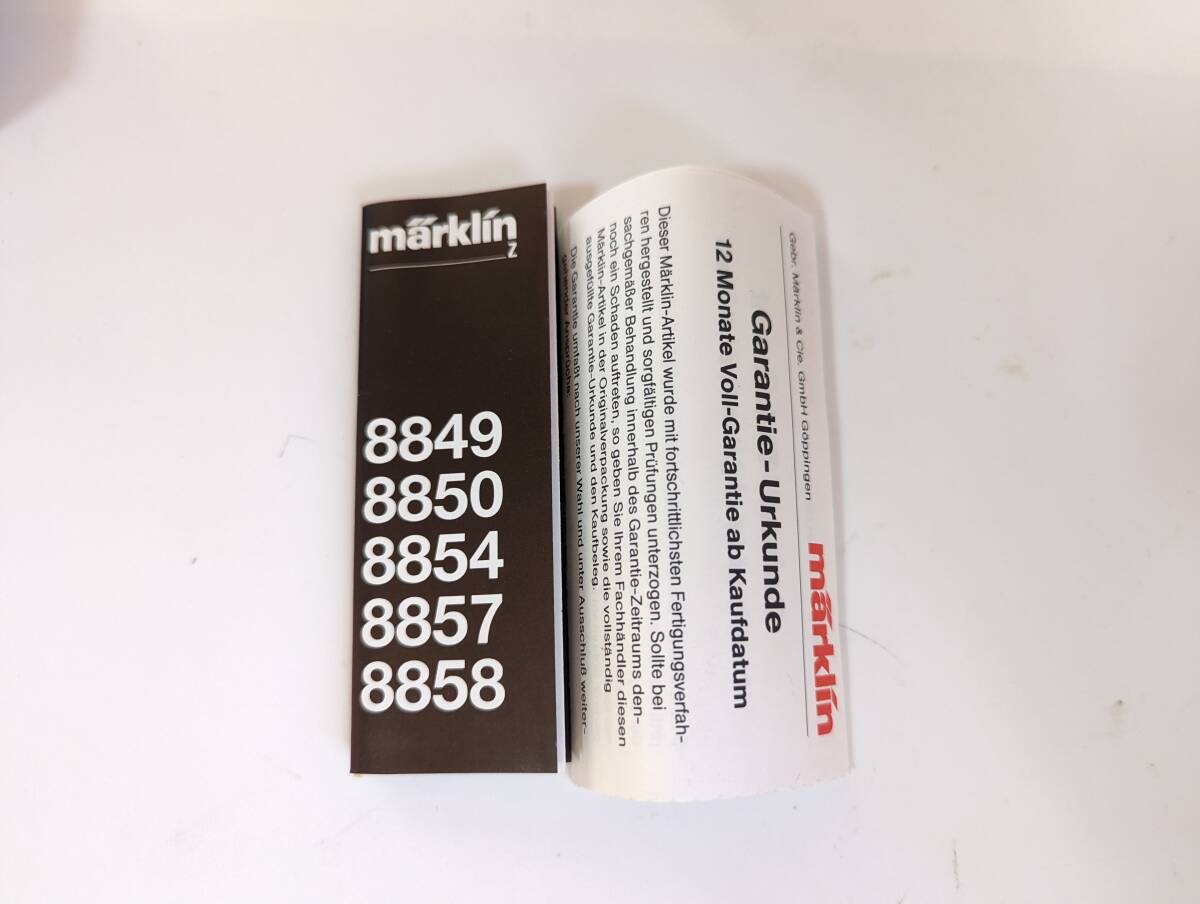 märklin
Z
8849
8850
8854
8857
8858
Gebr. Märklin & Cie. GmbH Göppingen
märklin
Garantie-Urkunde
12 Monate Voll-Garantie ab Kaufdatum
Dieser Märklin-Artikel wurde mit fortschrittlichsten Fertigungsverfah-
ren hergestellt und sorgfältigen Prüfungen unterzogen. Sollte bei
sachgemäßer Behandlung innerhalb des Garantie-Zeitraums den-
noch ein Schaden auftreten, so geben Sie Ihrem Fachhändler diesen
Märklin-Artikel in der Originalverpackung sowie die vollständig
ausgefüllte Garantie-Urkunde und den Kaufbeleg.
Die Garantie umfaßt nach unserer Wahl und unter Ausschluß weiter-
gehender Ansprüche: